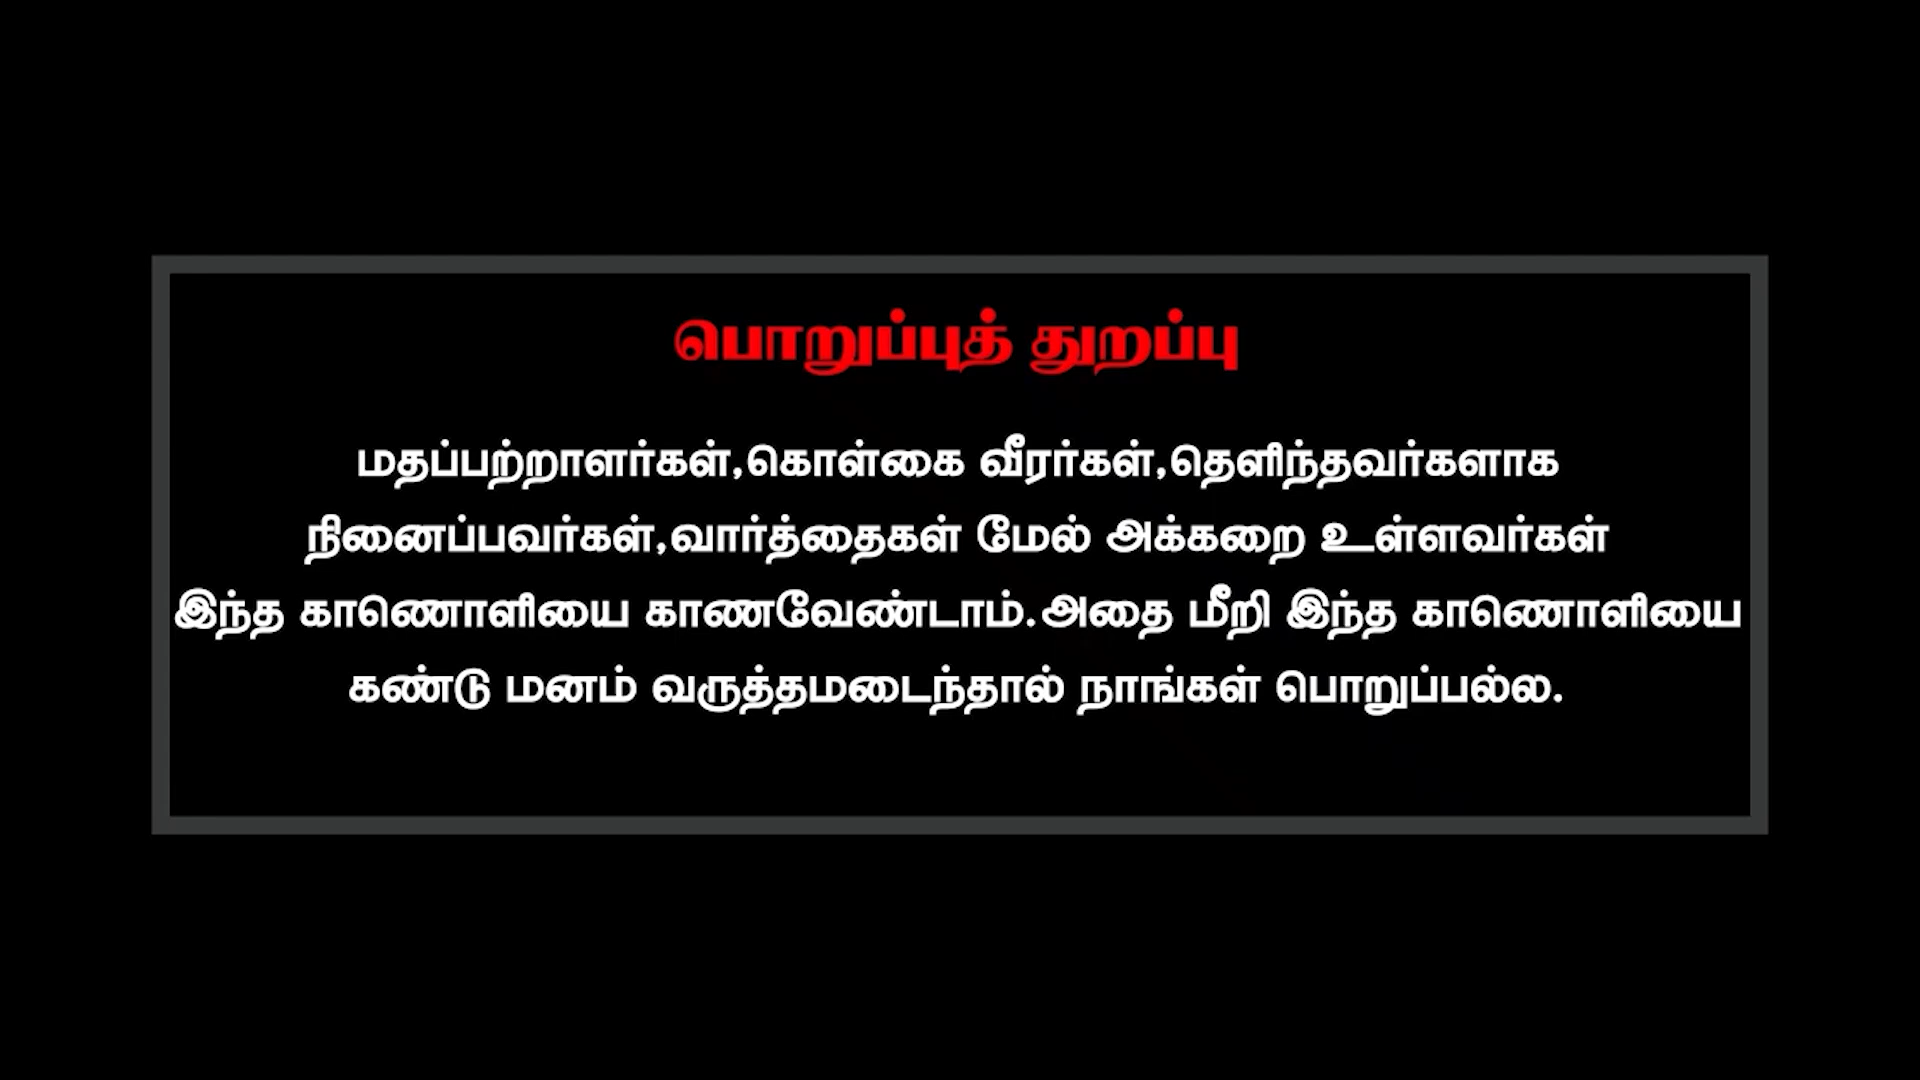 பொறுப்புத் துறப்பு
மதப்பற்றாளர்கள்,கொள்கை வீரர்கள்,தெளிந்தவர்களாக
நினைப்பவர்கள்,வார்த்தைகள் மேல் அக்கறை உள்ளவர்கள்
இந்த காணொளியை காணவேண்டாம்.அதை மீறி இந்த காணொளியை
கண்டு மனம் வருத்தமடைந்தால் நாங்கள் பொறுப்பல்ல.